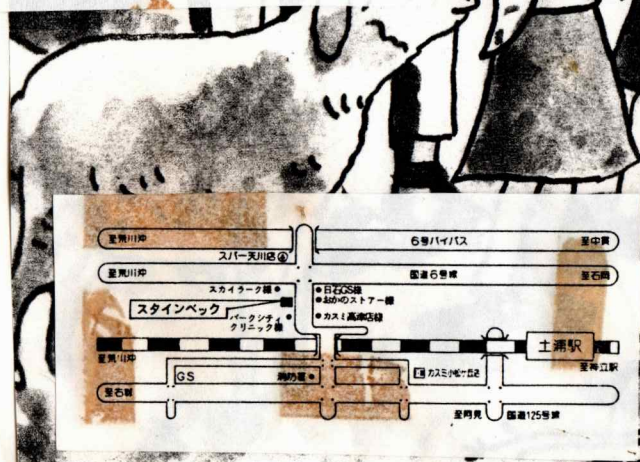 至荒川沖
6号バイパス
至中貫
スパー天川店
至荒川沖
国道6号線
至石岡
スカイラーク様
日石GS様
おかのストアー様
スタインベック
パークシティ
クリニック様
カスミ高津店様
土浦駅
至荒川沖
至神立駅
GS
消防署
カスミ小松ヶ丘店
至阿見
国道125号線